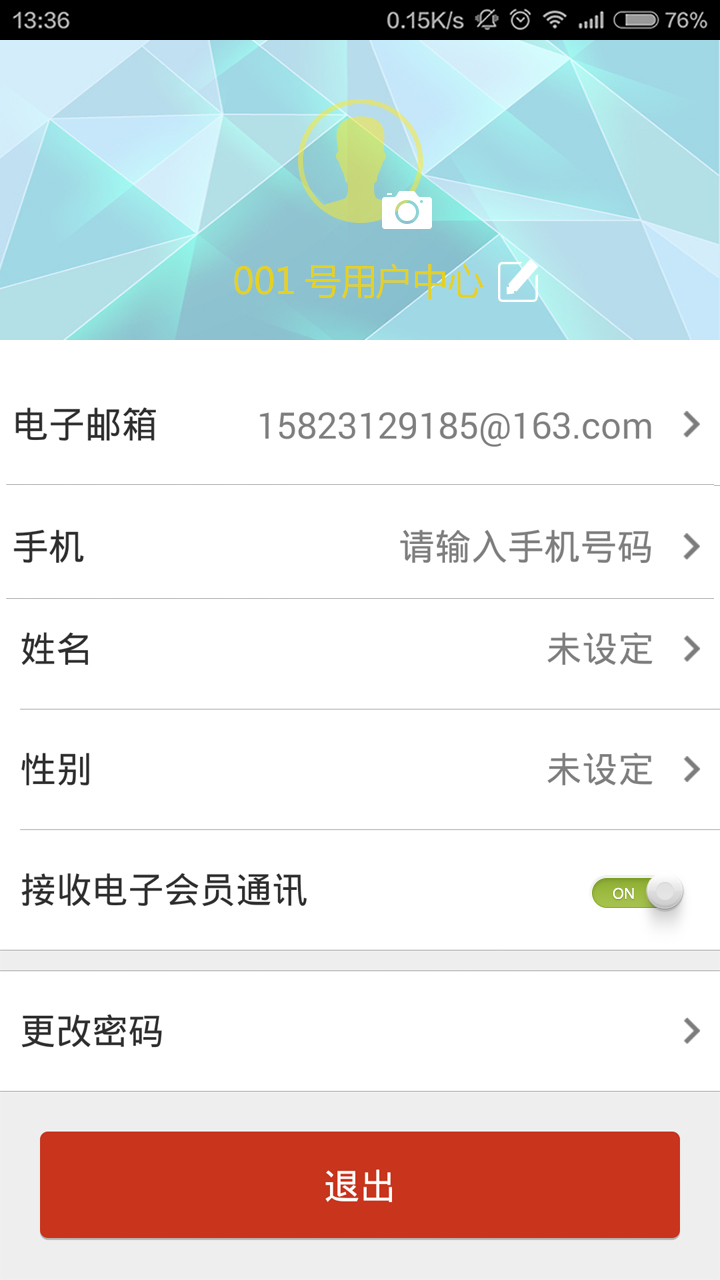 13:36 0.15K/s 76%
001 号用户中心
电子邮箱 15823129185@163.com
手机 请输入手机号码
姓名 未设定
性别 未设定
接收电子会员通讯 ON
更改密码
退出